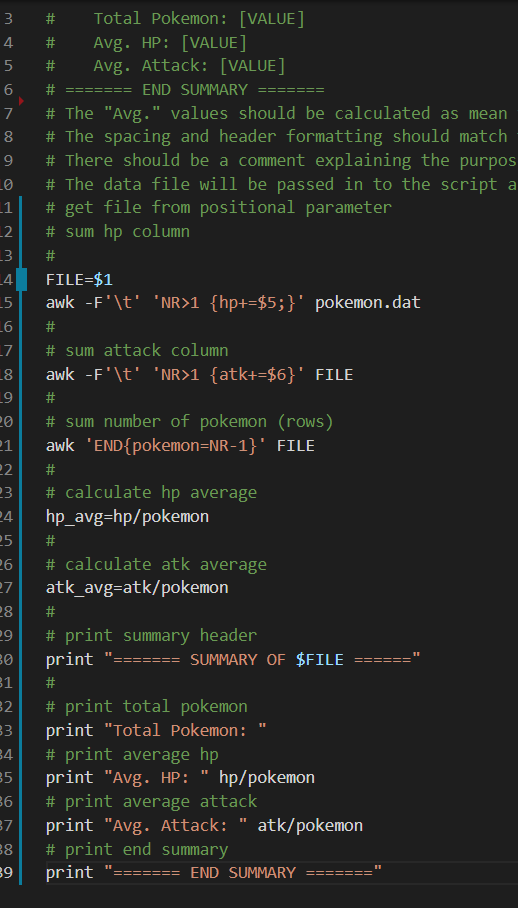 3 #    Total Pokemon: [VALUE]
4 #    Avg. HP: [VALUE]
5 #    Avg. Attack: [VALUE]
6 # ======= END SUMMARY =======
7 # The "Avg." values should be calculated as mean
8 # The spacing and header formatting should match
9 # There should be a comment explaining the purpos
10 # The data file will be passed in to the script a
11 # get file from positional parameter
12 # sum hp column
13 #
14 FILE=$1
15 awk -F'\t' 'NR>1 {hp+=$5;}' pokemon.dat
16 #
17 # sum attack column
18 awk -F'\t' 'NR>1 {atk+=$6}' FILE
19 #
20 # sum number of pokemon (rows)
21 awk 'END{pokemon=NR-1}' FILE
22 #
23 # calculate hp average
24 hp_avg=hp/pokemon
25 #
26 # calculate atk average
27 atk_avg=atk/pokemon
28 #
29 # print summary header
30 print "======= SUMMARY OF $FILE ======"
31 #
32 # print total pokemon
33 print "Total Pokemon: "
34 # print average hp
35 print "Avg. HP: " hp/pokemon
36 # print average attack
37 print "Avg. Attack: " atk/pokemon
38 # print end summary
39 print "======= END SUMMARY ======="